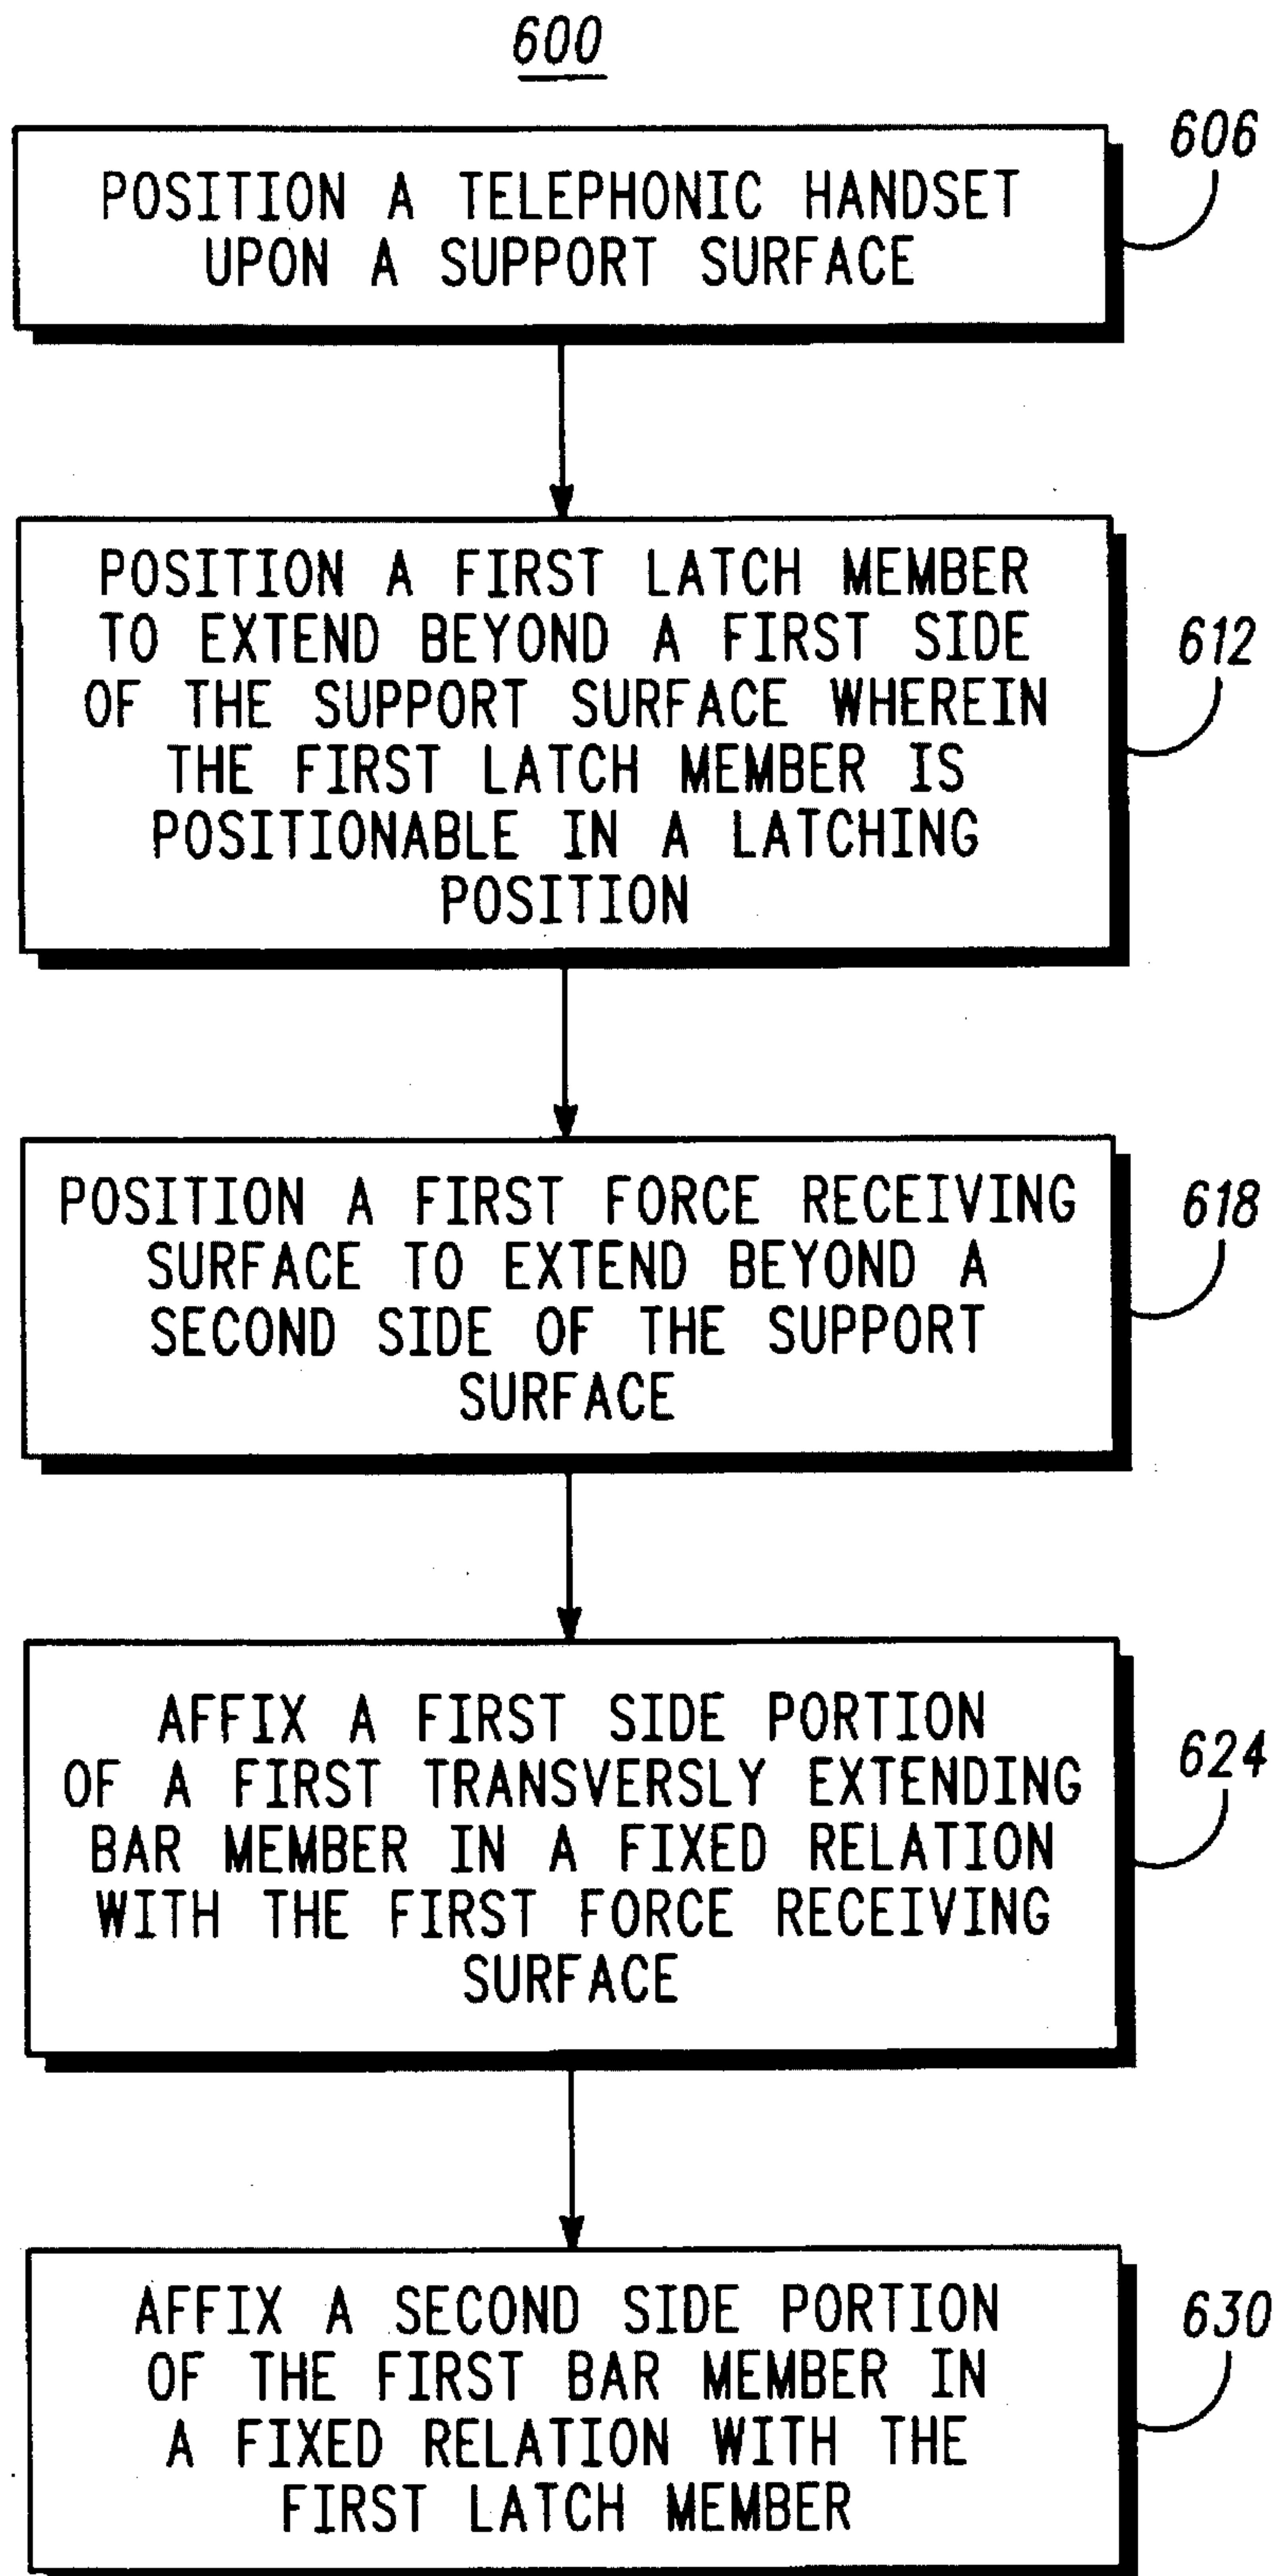 600
POSITION A TELEPHONIC HANDSET
UPON A SUPPORT SURFACE
606
POSITION A FIRST LATCH MEMBER
TO EXTEND BEYOND A FIRST SIDE
OF THE SUPPORT SURFACE WHEREIN
THE FIRST LATCH MEMBER IS
POSITIONABLE IN A LATCHING
POSITION
612
POSITION A FIRST FORCE RECEIVING
SURFACE TO EXTEND BEYOND A
SECOND SIDE OF THE SUPPORT
SURFACE
618
AFFIX A FIRST SIDE PORTION
OF A FIRST TRANSVERSLY EXTENDING
BAR MEMBER IN A FIXED RELATION
WITH THE FIRST FORCE RECEIVING
SURFACE
624
AFFIX A SECOND SIDE PORTION
OF THE FIRST BAR MEMBER IN
A FIXED RELATION WITH THE
FIRST LATCH MEMBER
630